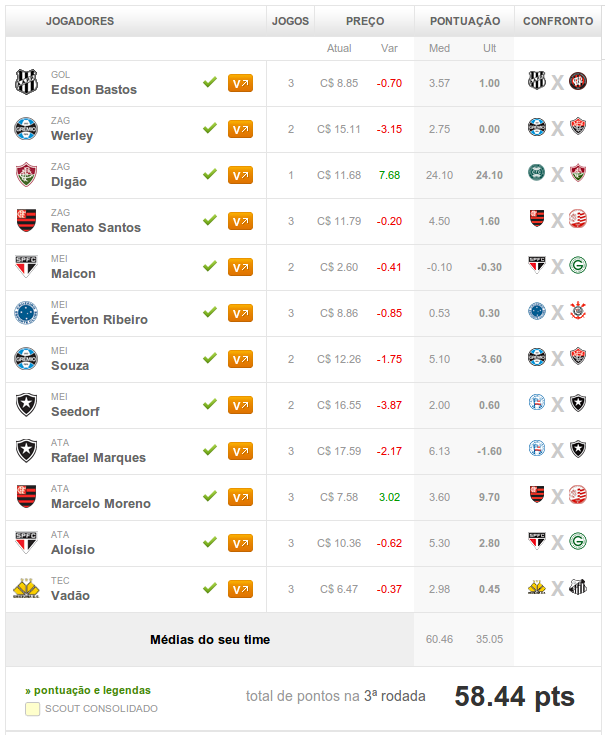 JOGADORES JOGOS PREÇO PONTUAÇÃO CONFRONTO
Atual Var Med Ult
GOL
Edson Bastos V 3 C$ 8.85 -0.70 3.57 1.00 X
ZAG
Werley V 2 C$ 15.11 -3.15 2.75 0.00 X
ZAG
Digão V 1 C$ 11.68 7.68 24.10 24.10 X
ZAG
Renato Santos V 3 C$ 11.79 -0.20 4.50 1.60 X
MEI
Maicon V 2 C$ 2.60 -0.41 -0.10 -0.30 X
MEI
Éverton Ribeiro V 3 C$ 8.86 -0.85 0.53 0.30 X
MEI
Souza V 2 C$ 12.26 -1.75 5.10 -3.60 X
MEI
Seedorf V 2 C$ 16.55 -3.87 2.00 0.60 X
ATA
Rafael Marques V 3 C$ 17.59 -2.17 6.13 -1.60 X
ATA
Marcelo Moreno V 3 C$ 7.58 3.02 3.60 9.70 X
ATA
Aloisio V 3 C$ 10.36 -0.62 5.30 2.80 X
TEC
Vadão V 3 C$ 6.47 -0.37 2.98 0.45 X
Médias do seu time 60.46 35.05
» pontuação e legendas
SCOUT CONSOLIDADO
total de pontos na 3ª rodada 58.44 pts